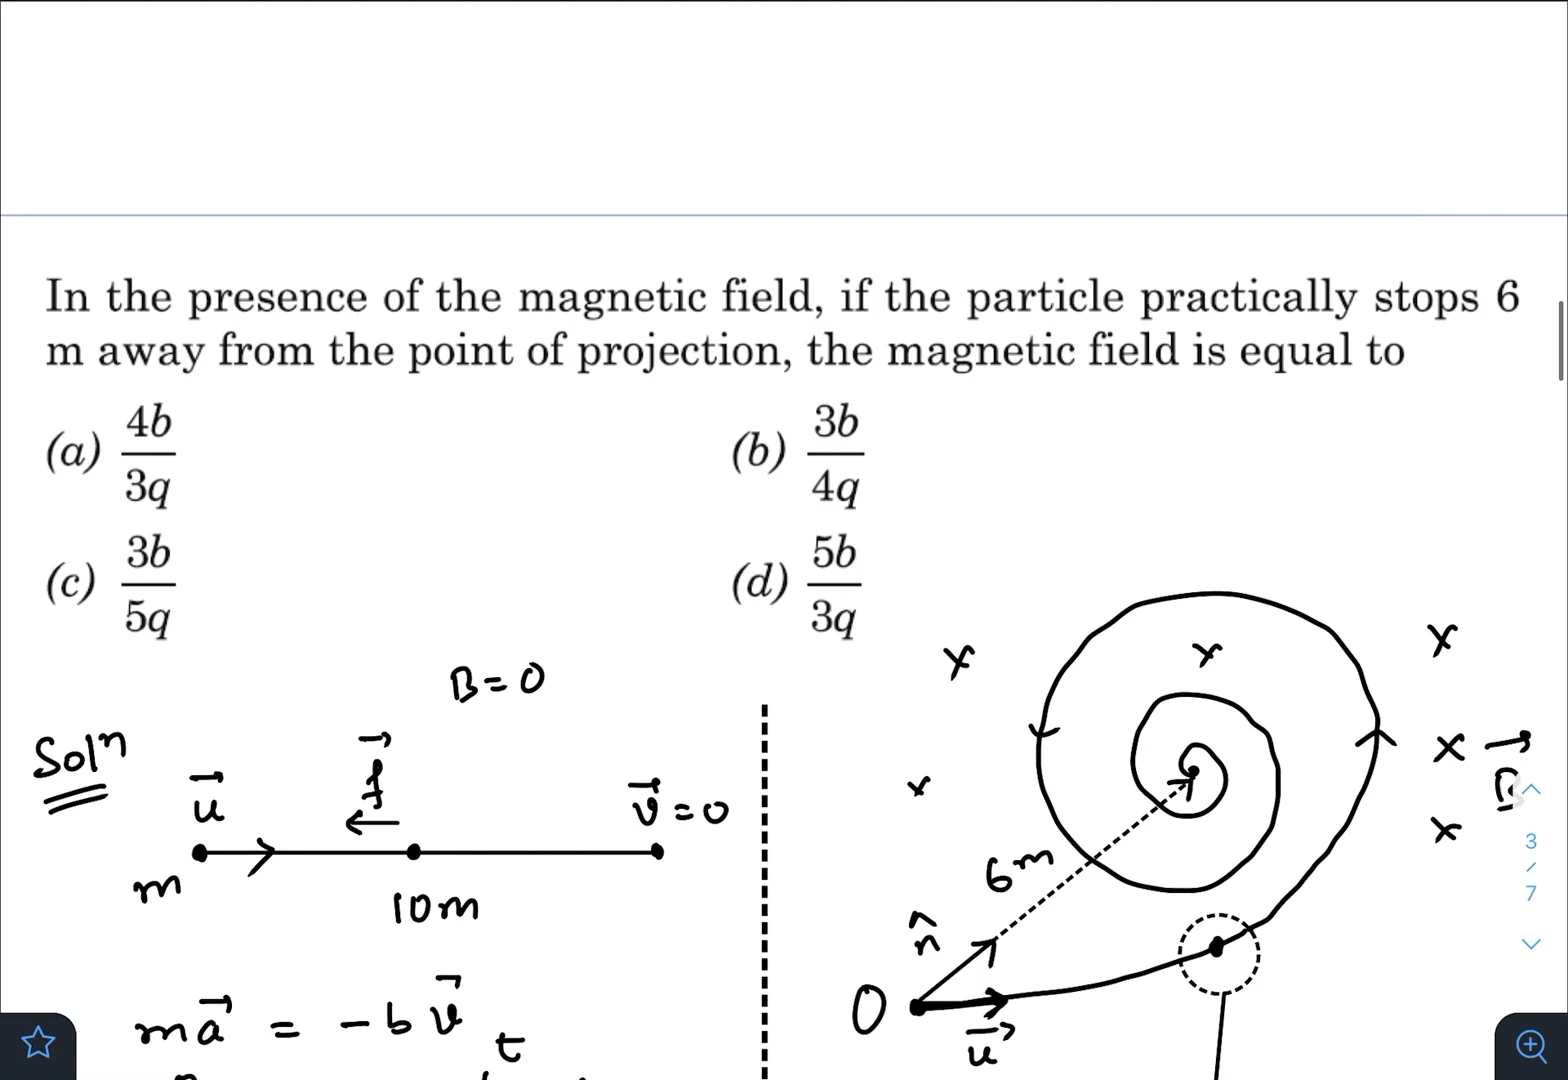 In the presence of the magnetic field, if the particle practically stops 6
m away from the point of projection, the magnetic field is equal to
(a) 4b/3q
(b) 3b/4q
(c) 3b/5q
(d) 5b/3q
Solⁿ
B = 0
u⃗
f⃗
v⃗ = 0
m
10m
ma⃗ = - b v⃗
t
x
x
x
x
x
x
B⃗
6m
n̂
O
u⃗
3
/
7